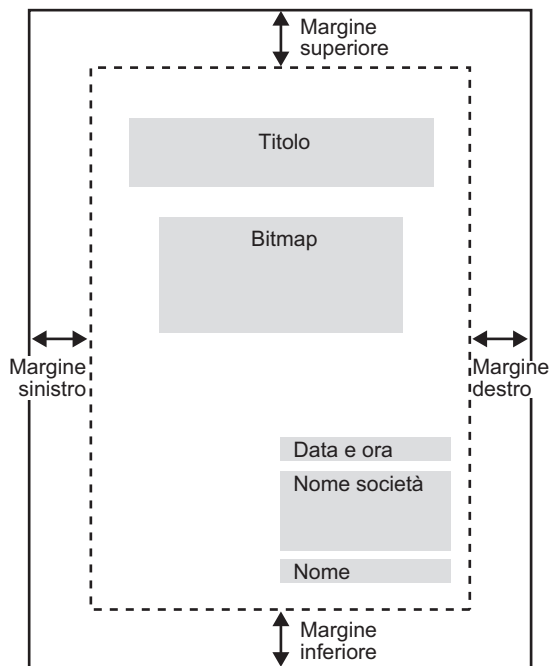 Margine
superiore
Titolo
Bitmap
Margine
sinistro
Margine
destro
Data e ora
Nome società
Nome
Margine
inferiore